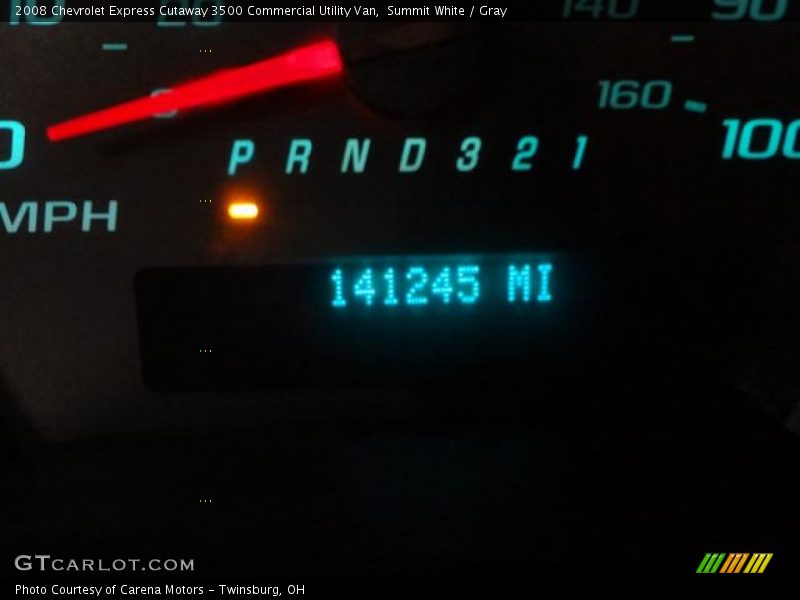 2008 Chevrolet Express Cutaway 3500 Commercial Utility Van, Summit White / Gray
20 140 90
160
0 100
P R N D 3 2 1
MPH
141245 MI
GTCARLOT.COM
Photo Courtesy of Carena Motors - Twinsburg, OH